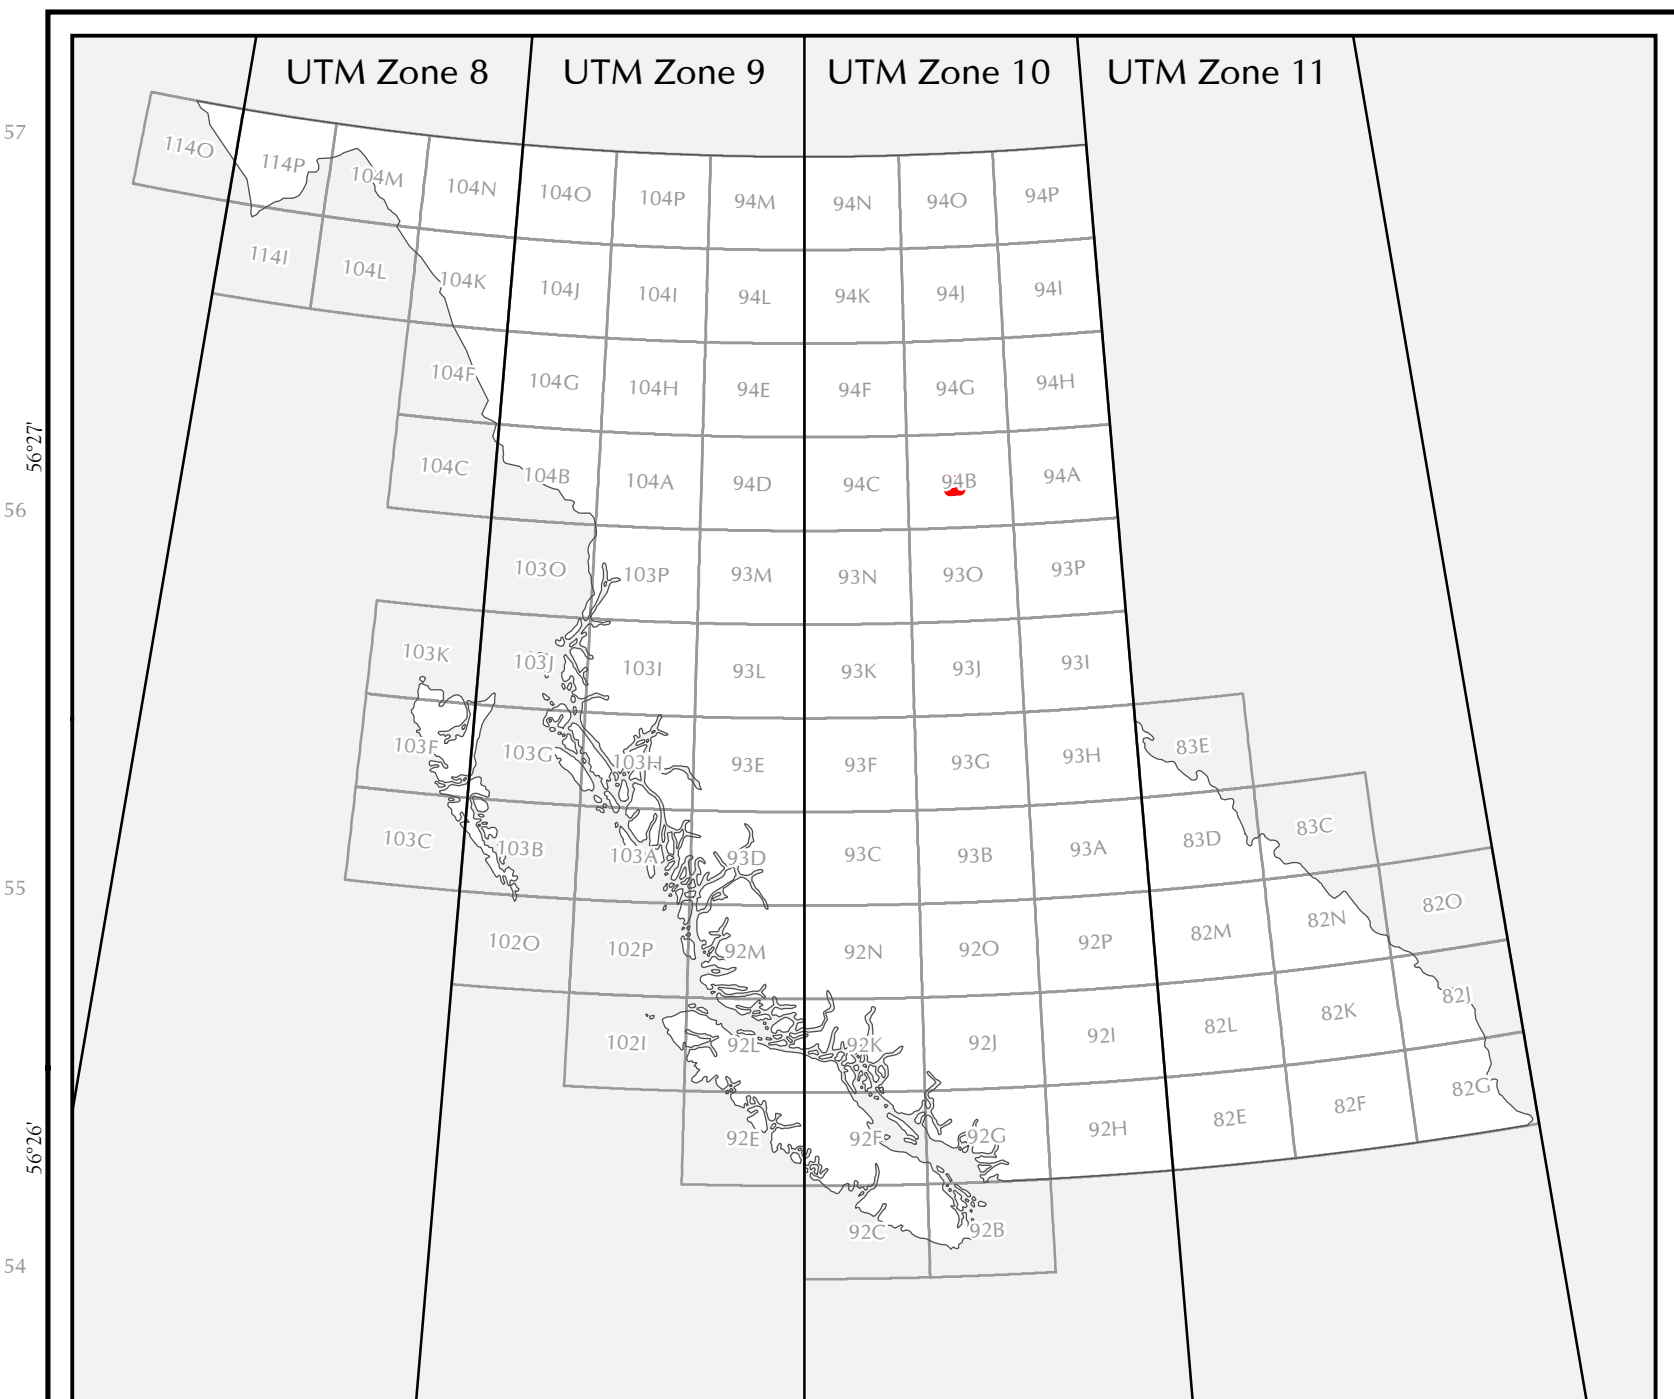 UTM Zone 8 UTM Zone 9 UTM Zone 10 UTM Zone 11
57
56°27'
56
55
56°26'
54
114O 114P 104M 104N 104O 104P 94M 94N 94O 94P
114I 104L 104K 104J 104I 94L 94K 94J 94I
104F 104G 104H 94E 94F 94G 94H
104C 104B 104A 94D 94C 94B 94A
103O 103P 93M 93N 93O 93P
103K 103J 103I 93L 93K 93J 93I
103F 103G 103H 93E 93F 93G 93H 83E
103C 103B 103A 93D 93C 93B 93A 83D 83C
102O 102P 92M 92N 92O 92P 82M 82N 82O
102I 92L 92K 92J 92I 82L 82K 82J
92E 92F 92G 92H 82E 82F 82G
92C 92B